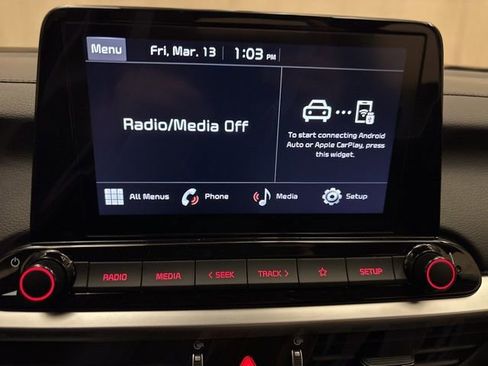 Menu
Fri, Mar. 13
1:03 PM
Radio/Media Off
To start connecting Android
Auto or Apple CarPlay, press
this widget.
All Menus
Phone
Media
Setup
RADIO
MEDIA
< SEEK
TRACK >
SETUP